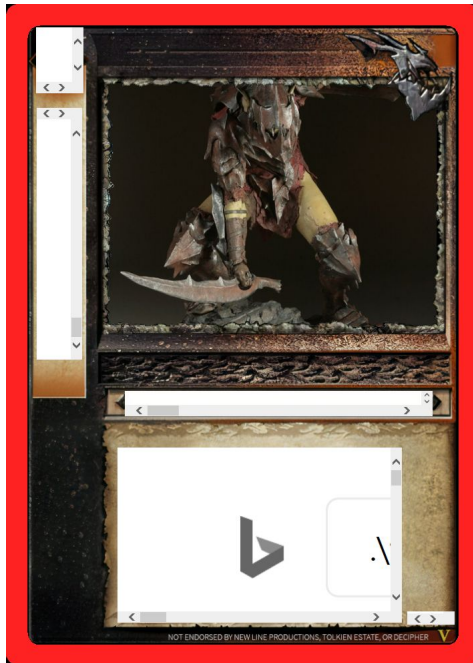 .\
NOT ENDORSED BY NEW LINE PRODUCTIONS, TOLKIEN ESTATE, OR DECIPHER V